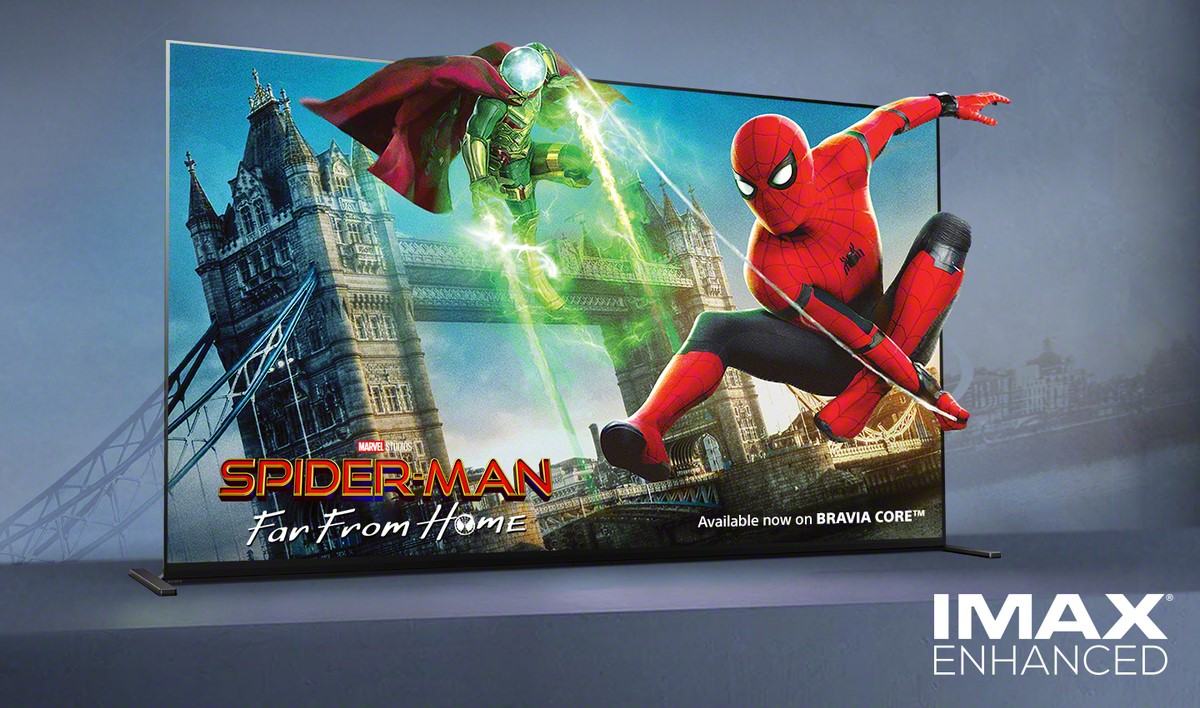 MARVEL STUDIOS
SPIDER-MAN
Far From Home
Available now on BRAVIA CORE™
IMAX®
ENHANCED